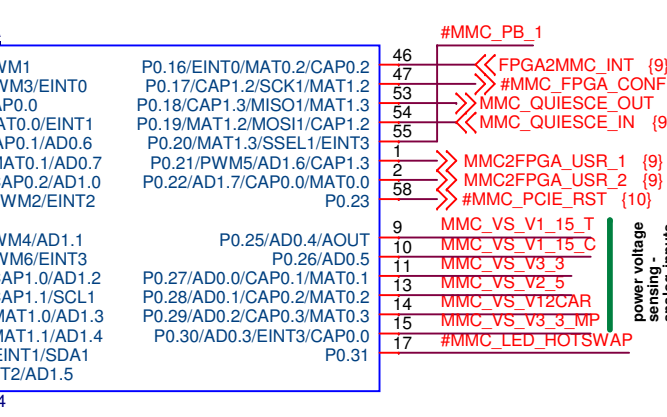 #MMC_PB_1
WM1 P0.16/EINT0/MAT0.2/CAP0.2 46 FPGA2MMC_INT {9}
WM3/EINT0 P0.17/CAP1.2/SCK1/MAT1.2 47 #MMC_FPGA_CONF
AP0.0 P0.18/CAP1.3/MISO1/MAT1.3 53 MMC_QUIESCE_OUT
AT0.0/EINT1 P0.19/MAT1.2/MOSI1/CAP1.2 54 MMC_QUIESCE_IN {9
AP0.1/AD0.6 P0.20/MAT1.3/SSEL1/EINT3 55
MAT0.1/AD0.7 P0.21/PWM5/AD1.6/CAP1.3 1 MMC2FPGA_USR_1 {9}
CAP0.2/AD1.0 P0.22/AD1.7/CAP0.0/MAT0.0 2 MMC2FPGA_USR_2 {9}
WM2/EINT2 P0.23 58 #MMC_PCIE_RST {10}
WM4/AD1.1 P0.25/AD0.4/AOUT 9 MMC_VS_V1_15_T
WM6/EINT3 P0.26/AD0.5 10 MMC_VS_V1_15_C
CAP1.0/AD1.2 P0.27/AD0.0/CAP0.1/MAT0.1 11 MMC_VS_V3_3
CAP1.1/SCL1 P0.28/AD0.1/CAP0.2/MAT0.2 13 MMC_VS_V2_5
MAT1.0/AD1.3 P0.29/AD0.2/CAP0.3/MAT0.3 14 MMC_VS_V12CAR
MAT1.1/AD1.4 P0.30/AD0.3/EINT3/CAP0.0 15 MMC_VS_V3_3_MP
EINT1/SDA1 P0.31 17 #MMC_LED_HOTSWAP
T2/AD1.5
power voltage
sensing -